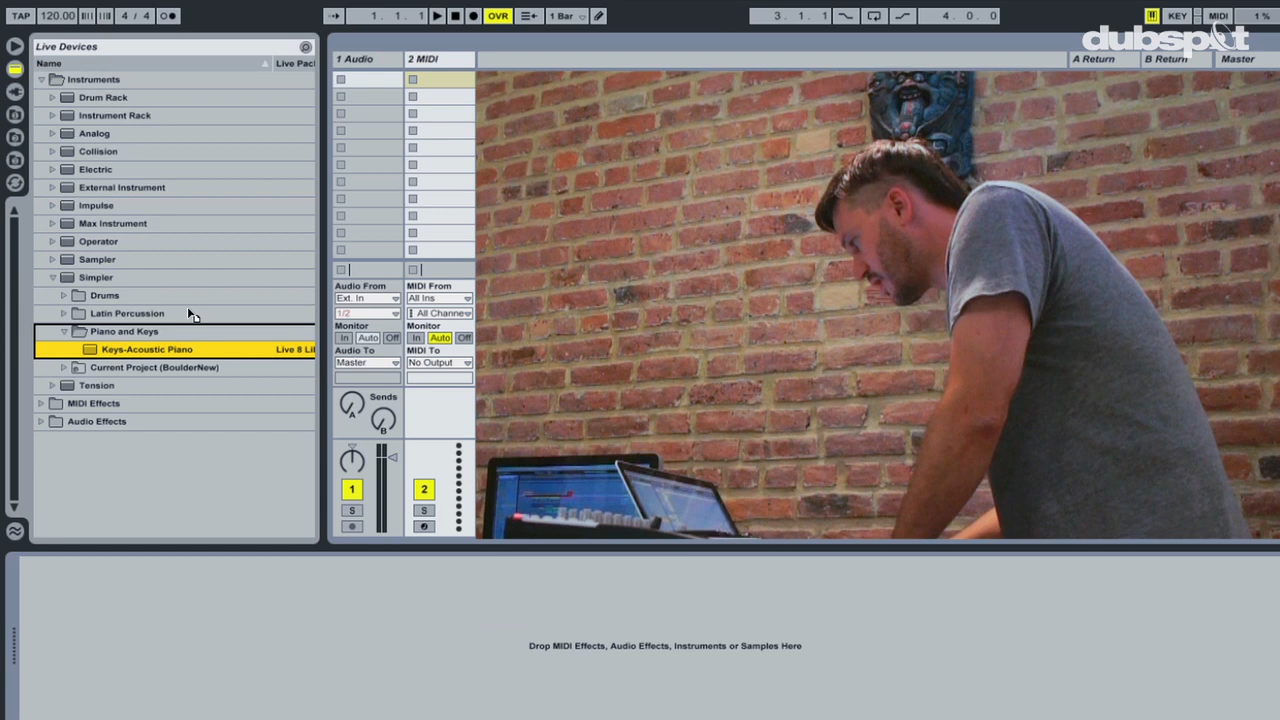 TAP 120.00 4 / 4 1. 1. 1 OVR 1 Bar 3. 1. 1 4. 0. 0 KEY MIDI 1 %
dubspot
Live Devices
Name Live Pac
Instruments
Drum Rack
Instrument Rack
Analog
Collision
Electric
External Instrument
Impulse
Max Instrument
Operator
Sampler
Simpler
Drums
Latin Percussion
Piano and Keys
Keys-Acoustic Piano Live 8 Li
Current Project (BoulderNew)
Tension
MIDI Effects
Audio Effects
1 Audio 2 MIDI A Return B Return Master
Audio From MIDI From
Ext. In All Ins
1/2 All Channe
Monitor Monitor
In Auto Off In Auto Off
Audio To MIDI To
Master No Output
Sends
A
B
1 2
S S
Drop MIDI Effects, Audio Effects, Instruments or Samples Here